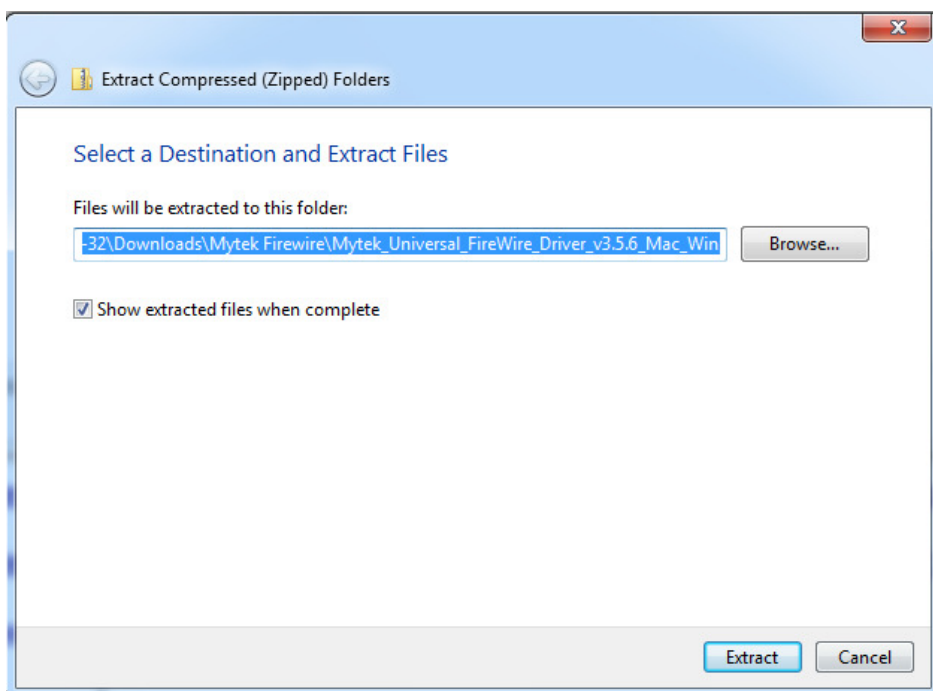 Extract Compressed (Zipped) Folders
Select a Destination and Extract Files
Files will be extracted to this folder:
-32\Downloads\Mytek Firewire\Mytek_Universal_FireWire_Driver_v3.5.6_Mac_Win
Browse...
Show extracted files when complete
Extract
Cancel